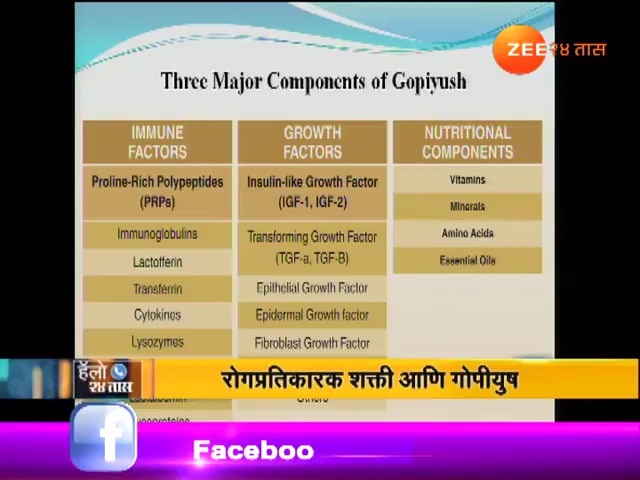 ZEE २४ तास
Three Major Components of Gopiyush
IMMUNE
FACTORS
Proline-Rich Polypeptides
(PRPs)
Immunoglobulins
Lactoferrin
Transferrin
Cytokines
Lysozymes
GROWTH
FACTORS
Insulin-like Growth Factor
(IGF-1, IGF-2)
Transforming Growth Factor
(TGF-a, TGF-B)
Epithelial Growth Factor
Epidermal Growth factor
Fibroblast Growth Factor
Others
NUTRITIONAL
COMPONENTS
Vitamins
Minerals
Amino Acids
Essential Oils
हॅलो
२४ तास
रोगप्रतिकारक शक्ती आणि गोपीयुष
f
Faceboo